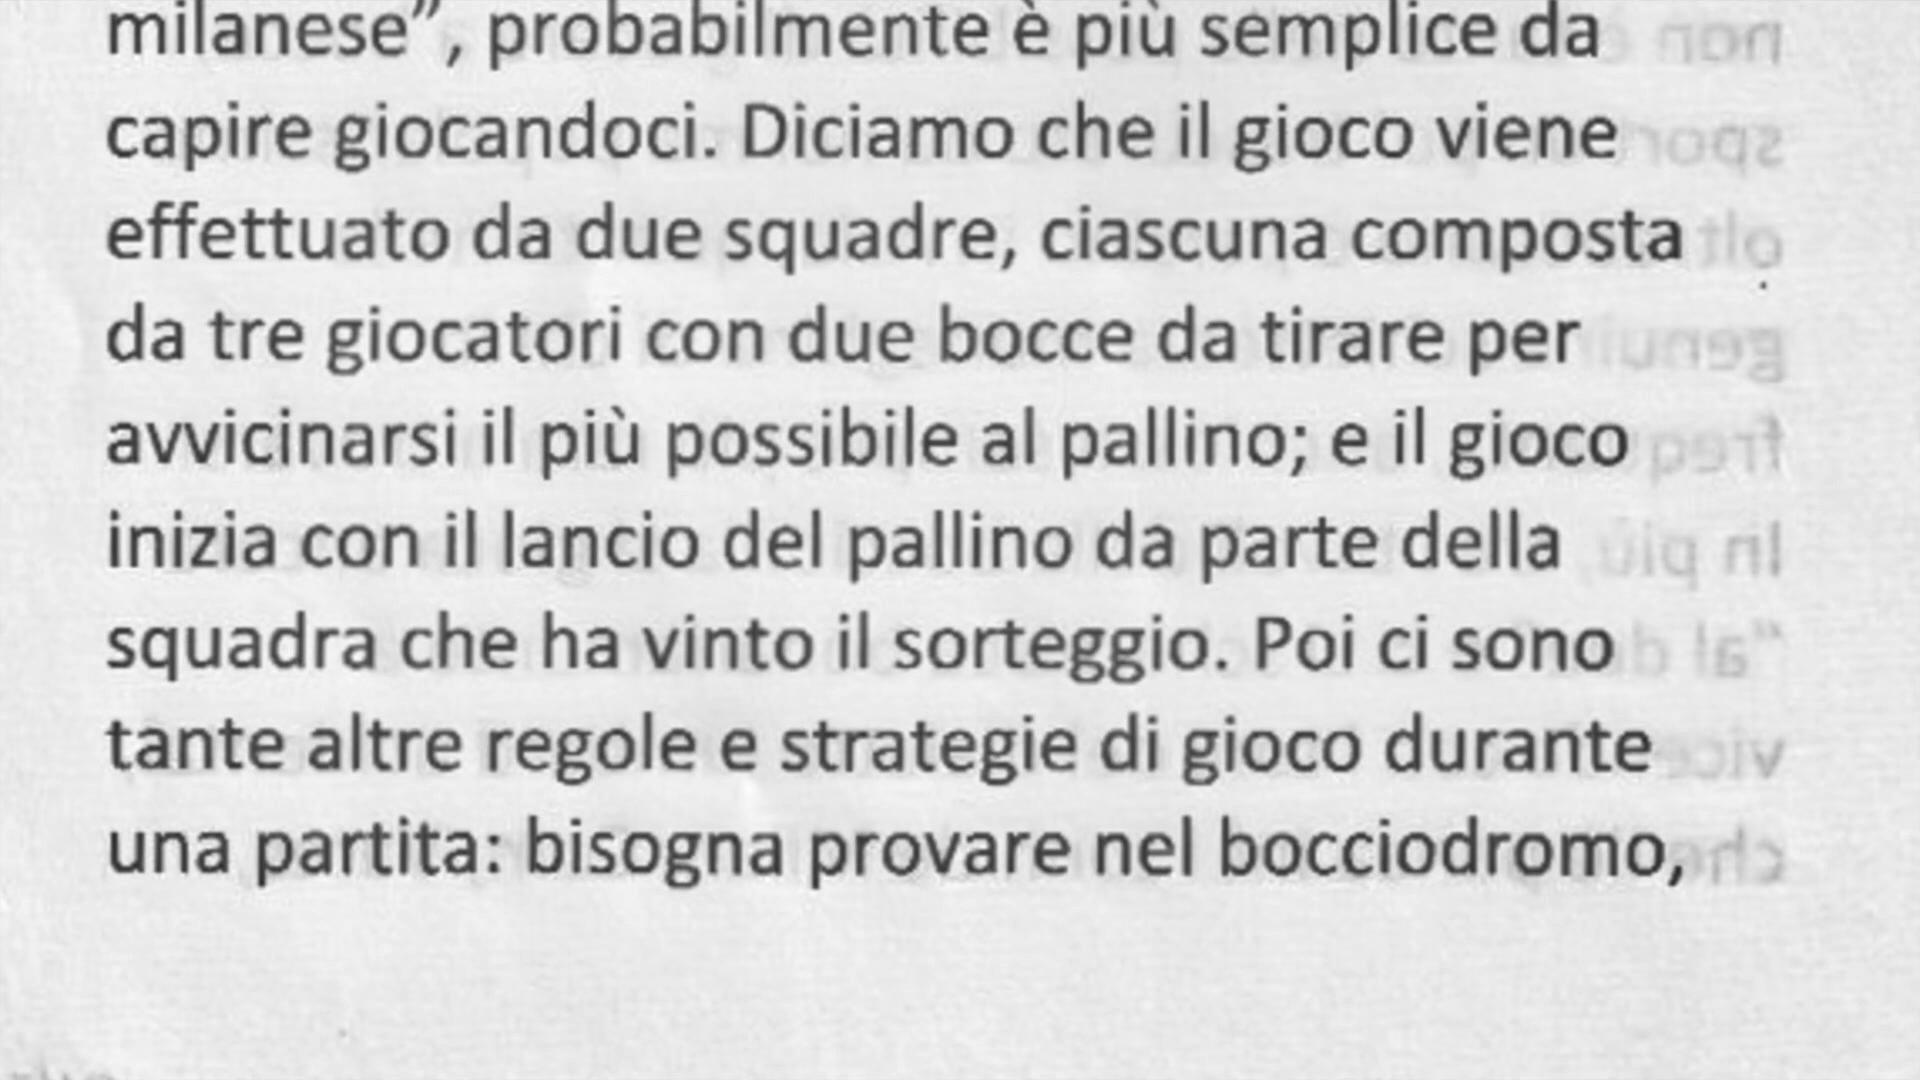 milanese”, probabilmente è più semplice da
capire giocandoci. Diciamo che il gioco viene
effettuato da due squadre, ciascuna composta
da tre giocatori con due bocce da tirare per
avvicinarsi il più possibile al pallino; e il gioco
inizia con il lancio del pallino da parte della
squadra che ha vinto il sorteggio. Poi ci sono
tante altre regole e strategie di gioco durante
una partita: bisogna provare nel bocciodromo,